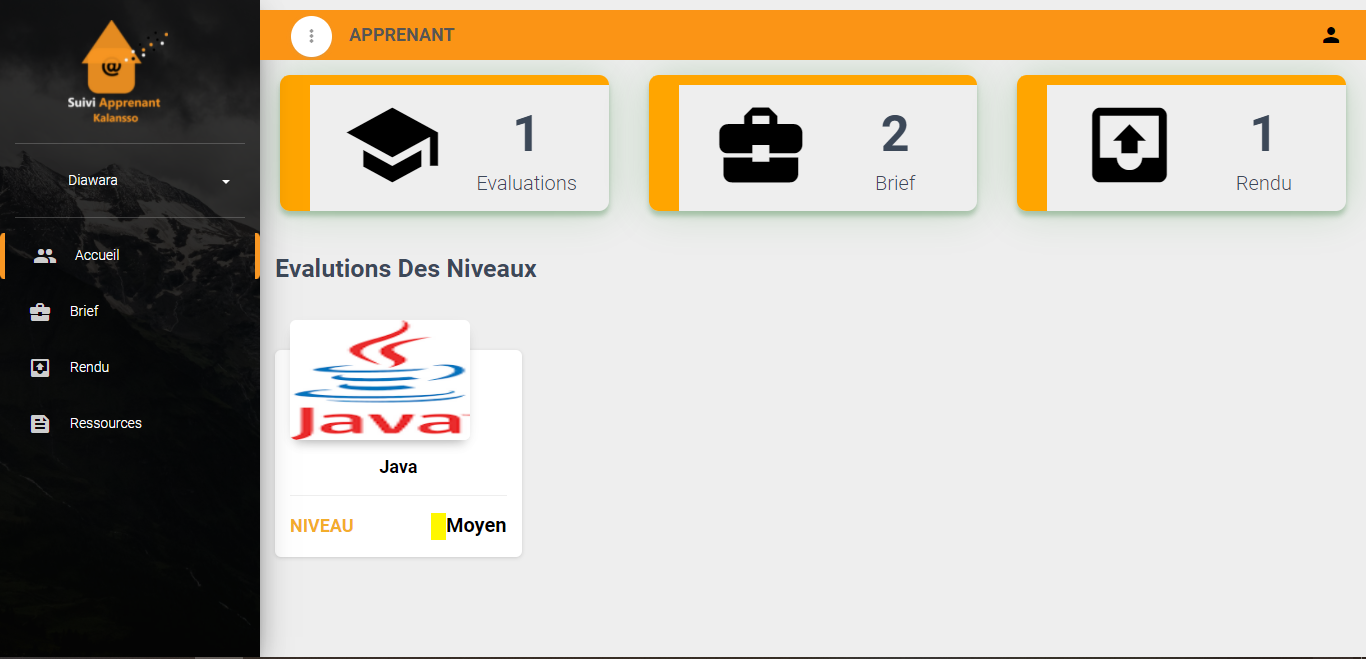 @
Suivi Apprenant
Kalansso
Diawara
Accueil
Brief
Rendu
Ressources
APPRENANT
1
Evaluations
2
Brief
1
Rendu
Evalutions Des Niveaux
Java
Java
NIVEAU
Moyen